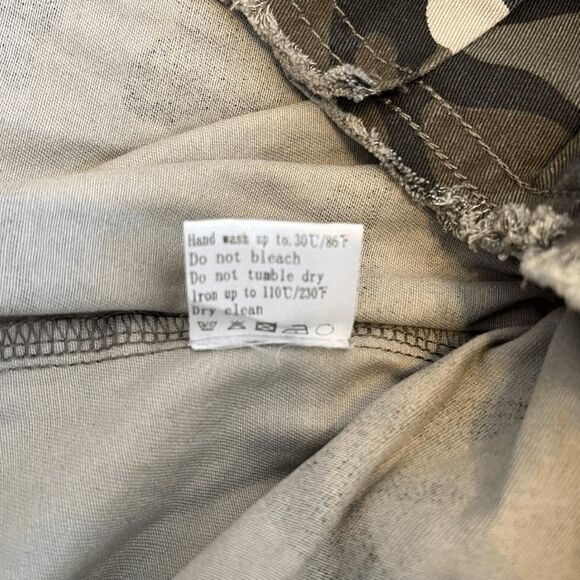 Hand wash up to 30℃/86℉
Do not bleach
Do not tumble dry
Iron up to 110℃/230℉
Dry clean